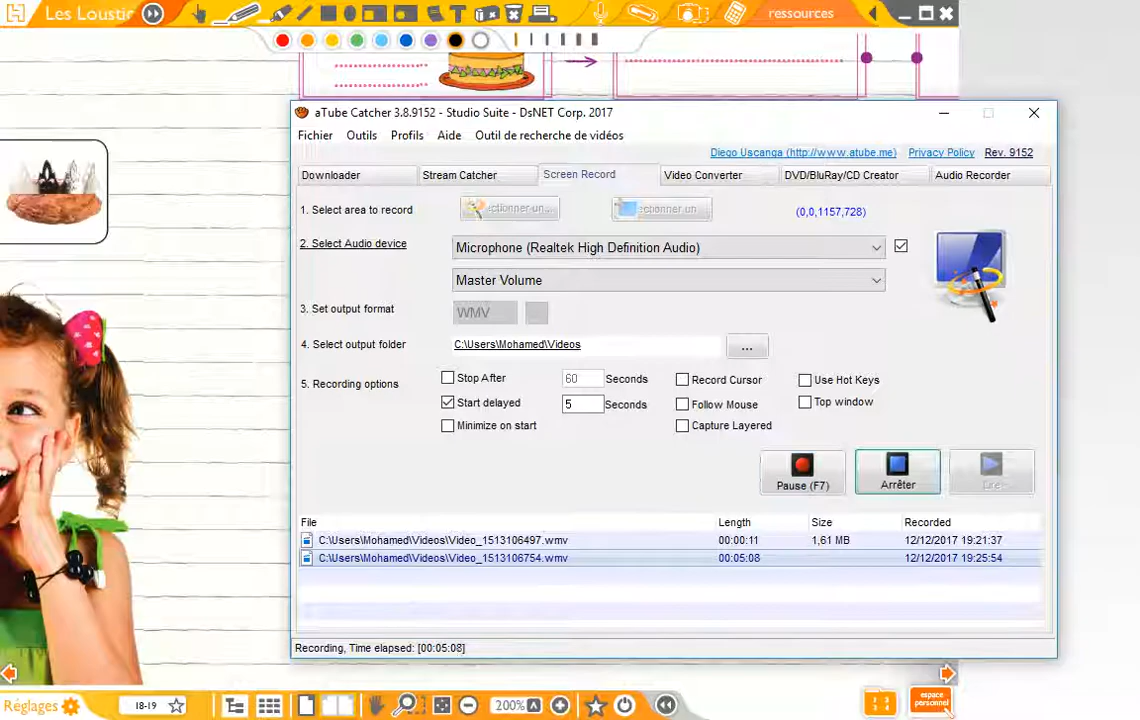 Les Loustic
ressources
aTube Catcher 3.8.9152 - Studio Suite - DsNET Corp. 2017
Fichier Outils Profils Aide Outil de recherche de vidéos
Diego Uscanga (http://www.atube.me) Privacy Policy Rev. 9152
Downloader Stream Catcher Screen Record Video Converter DVD/BluRay/CD Creator Audio Recorder
1. Select area to record ectionner un... ectionner un (0,0,1157,728)
2. Select Audio device Microphone (Realtek High Definition Audio)
Master Volume
3. Set output format WMV
4. Select output folder C:\Users\Mohamed\Videos ...
5. Recording options
Stop After 60 Seconds Record Cursor Use Hot Keys
Start delayed 5 Seconds Follow Mouse Top window
Minimize on start Capture Layered
Pause (F7) Arrêter Lire
File Length Size Recorded
C:\Users\Mohamed\Videos\Video_1513106497.wmv 00:00:11 1,61 MB 12/12/2017 19:21:37
C:\Users\Mohamed\Videos\Video_1513106754.wmv 00:05:08 12/12/2017 19:25:54
Recording, Time elapsed: [00:05:08]
Réglages 18-19 200% A
espace
personnel